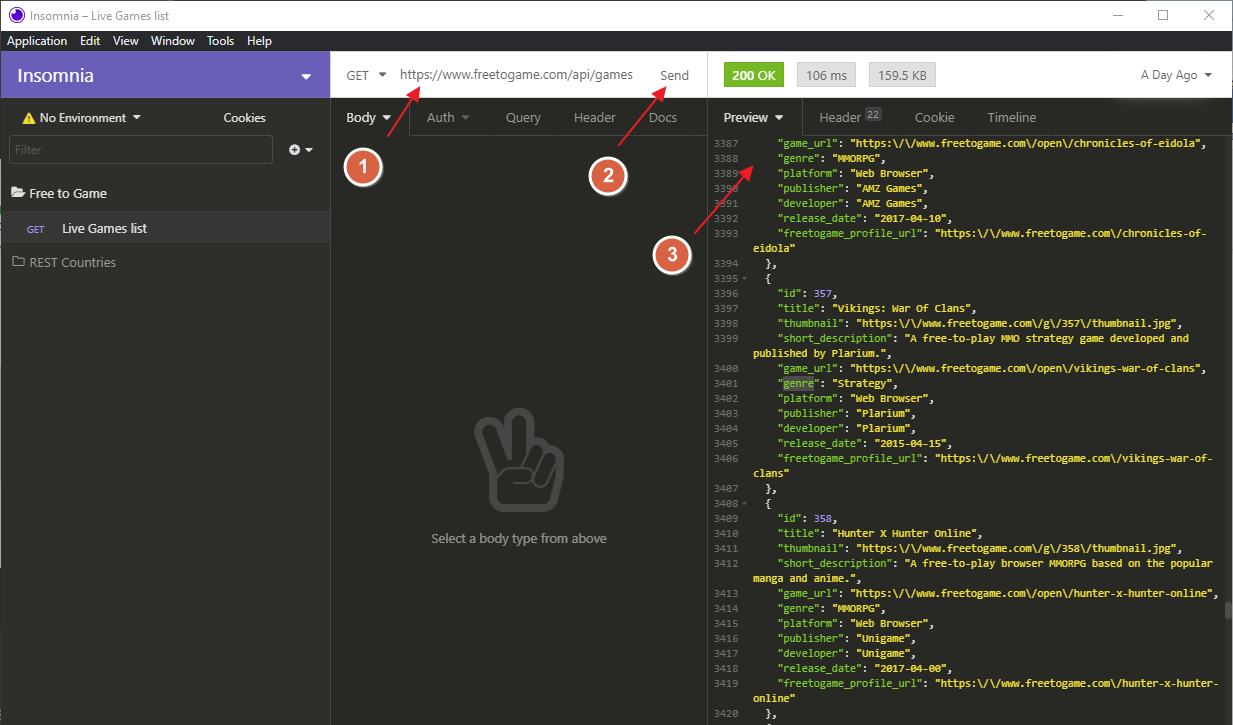 Insomnia – Live Games list
Application Edit View Window Tools Help
Insomnia
GET https://www.freetogame.com/api/games Send
200 OK 106 ms 159.5 KB A Day Ago
No Environment Cookies
Body Auth Query Header Docs
Preview Header 22 Cookie Timeline
Filter
Free to Game
GET Live Games list
REST Countries
1
2
3
Select a body type from above
3387 "game_url": "https:\/\/www.freetogame.com\/open\/chronicles-of-eidola",
3388 "genre": "MMORPG",
3389 "platform": "Web Browser",
3390 "publisher": "AMZ Games",
3391 "developer": "AMZ Games",
3392 "release_date": "2017-04-10",
3393 "freetogame_profile_url": "https:\/\/www.freetogame.com\/chronicles-of-
eidola"
3394 },
3395 {
3396 "id": 357,
3397 "title": "Vikings: War Of Clans",
3398 "thumbnail": "https:\/\/www.freetogame.com\/g\/357\/thumbnail.jpg",
3399 "short_description": "A free-to-play MMO strategy game developed and
published by Plarium.",
3400 "game_url": "https:\/\/www.freetogame.com\/open\/vikings-war-of-clans",
3401 "genre": "Strategy",
3402 "platform": "Web Browser",
3403 "publisher": "Plarium",
3404 "developer": "Plarium",
3405 "release_date": "2015-04-15",
3406 "freetogame_profile_url": "https:\/\/www.freetogame.com\/vikings-war-of-
clans"
3407 },
3408 {
3409 "id": 358,
3410 "title": "Hunter X Hunter Online",
3411 "thumbnail": "https:\/\/www.freetogame.com\/g\/358\/thumbnail.jpg",
3412 "short_description": "A free-to-play browser MMORPG based on the popular
manga and anime.",
3413 "game_url": "https:\/\/www.freetogame.com\/open\/hunter-x-hunter-online",
3414 "genre": "MMORPG",
3415 "platform": "Web Browser",
3416 "publisher": "Unigame",
3417 "developer": "Unigame",
3418 "release_date": "2017-04-00",
3419 "freetogame_profile_url": "https:\/\/www.freetogame.com\/hunter-x-hunter-
online"
3420 },